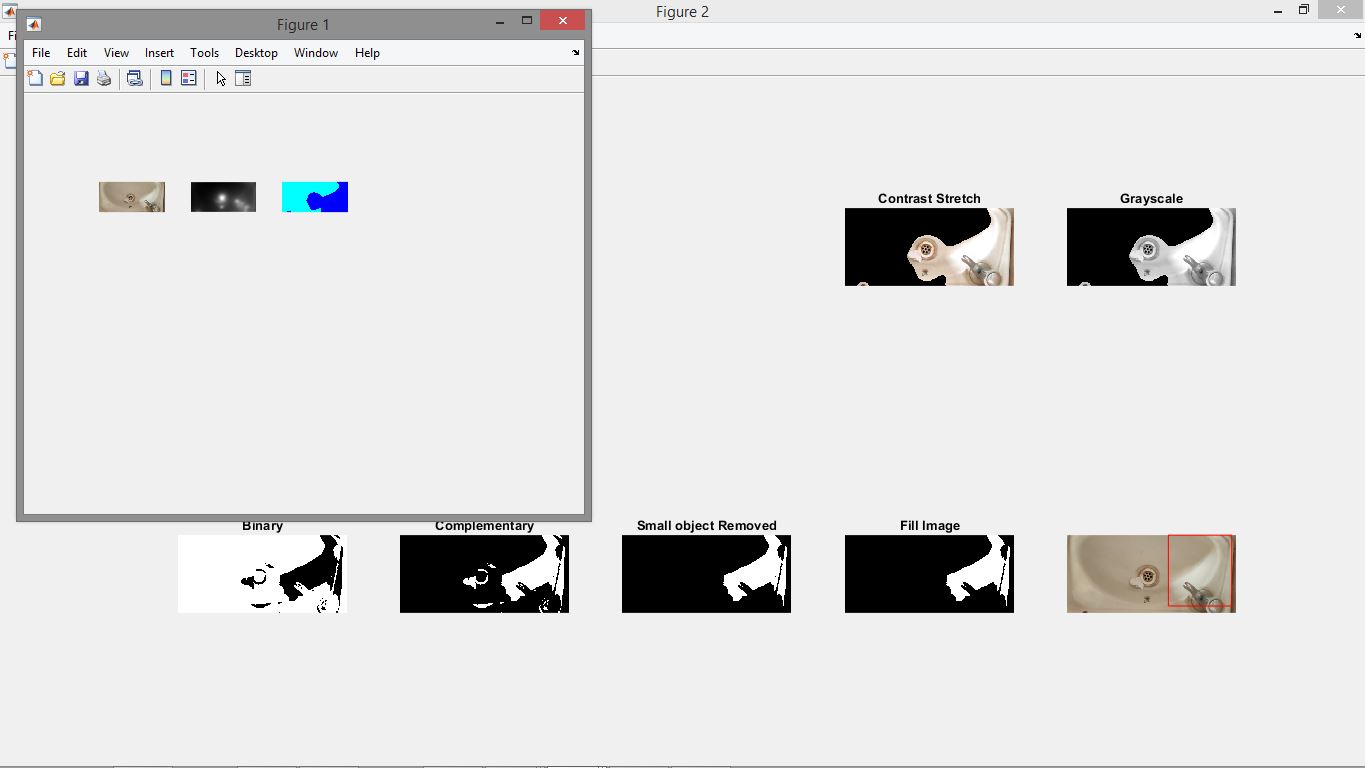 Figure 2
Figure 1
File Edit View Insert Tools Desktop Window Help
Contrast Stretch Grayscale
Binary Complementary Small object Removed Fill Image